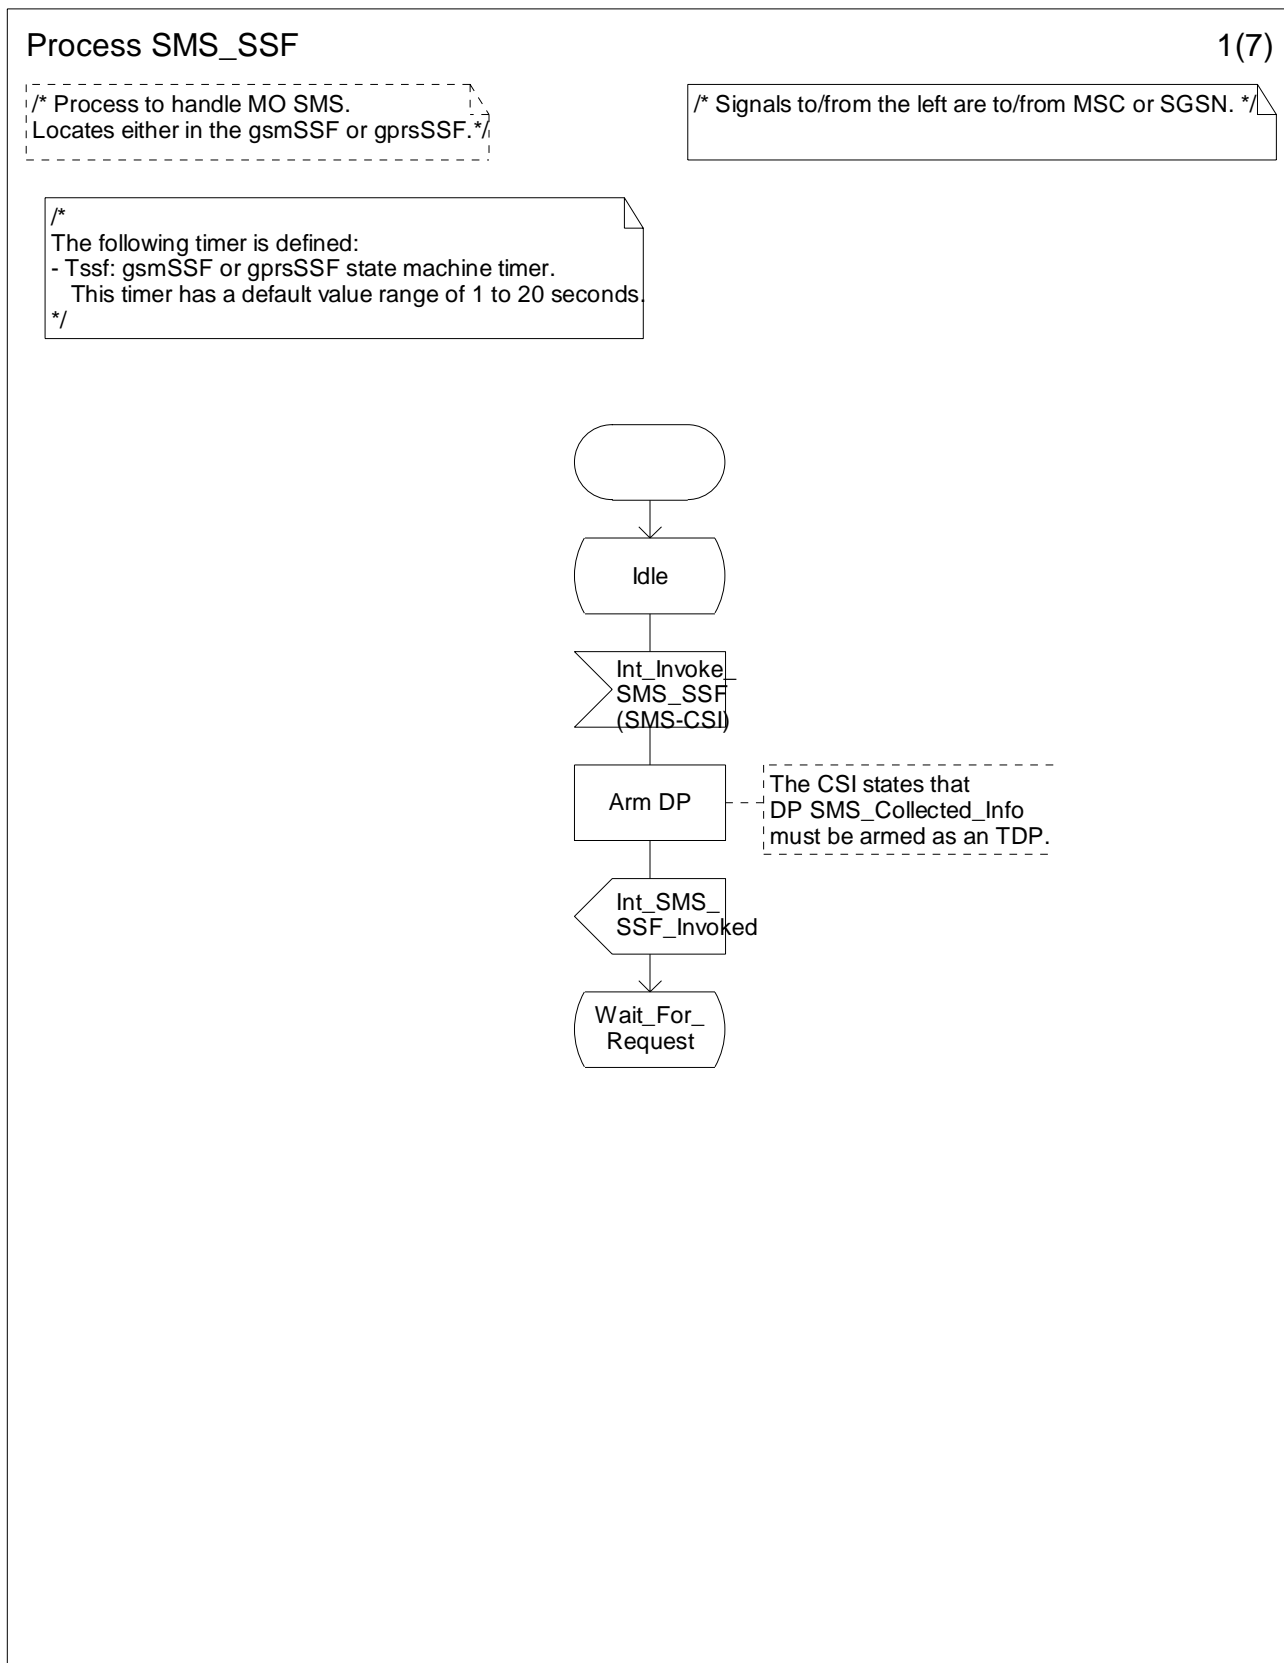 Process SMS_SSF
1(7)
/* Process to handle MO SMS.
Locates either in the gsmSSF or gprsSSF.*/
/* Signals to/from the left are to/from MSC or SGSN. */
/*
The following timer is defined:
- Tssf: gsmSSF or gprsSSF state machine timer.
This timer has a default value range of 1 to 20 seconds.
*/
Idle
Int_Invoke_
SMS_SSF
(SMS-CSI)
Arm DP
The CSI states that
DP SMS_Collected_Info
must be armed as an TDP.
Int_SMS_
SSF_Invoked
Wait_For_
Request